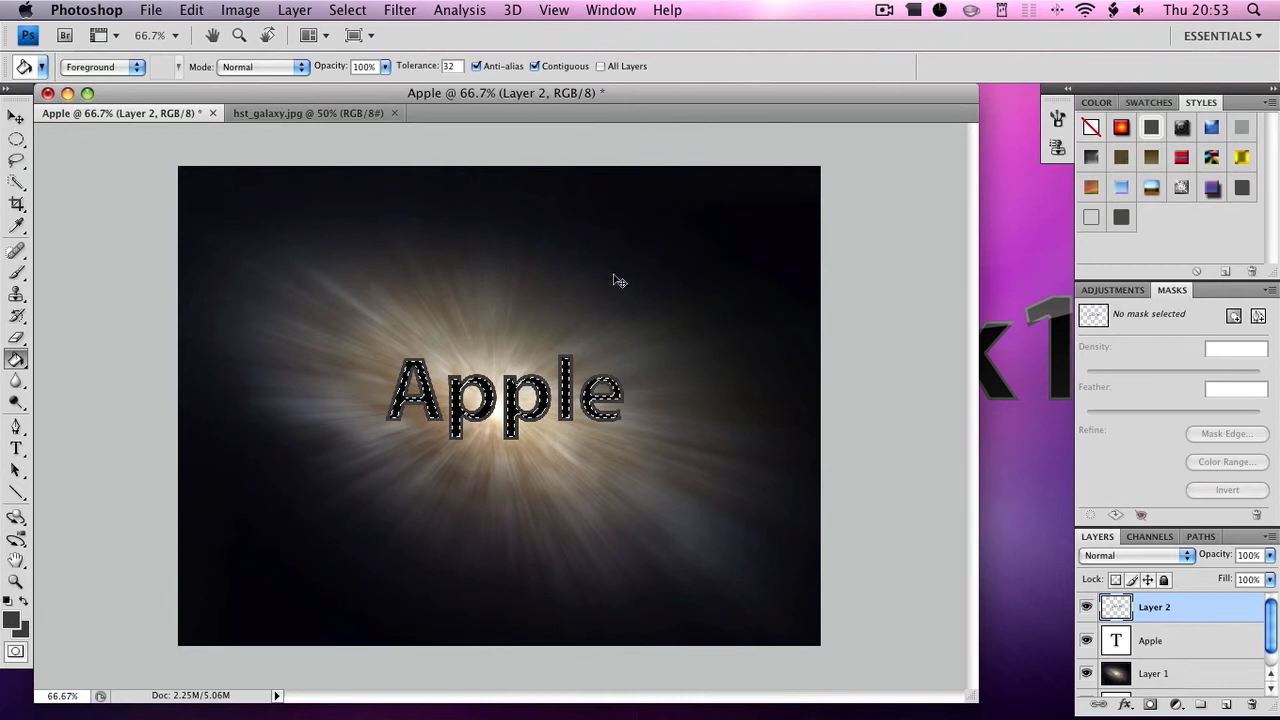 Photoshop File Edit Image Layer Select Filter Analysis 3D View Window Help Thu 20:53
Ps Br 66.7% ESSENTIALS
Foreground Mode: Normal Opacity: 100% Tolerance: 32 Anti-alias Contiguous All Layers
Apple @ 66.7% (Layer 2, RGB/8) *
Apple @ 66.7% (Layer 2, RGB/8) * hst_galaxy.jpg @ 50% (RGB/8#)
Apple
66.67% Doc: 2.25M/5.06M
COLOR SWATCHES STYLES
ADJUSTMENTS MASKS
No mask selected
Density:
Feather:
Refine: Mask Edge...
Color Range...
Invert
LAYERS CHANNELS PATHS
Normal Opacity: 100%
Lock: Fill: 100%
Layer 2
T Apple
Layer 1